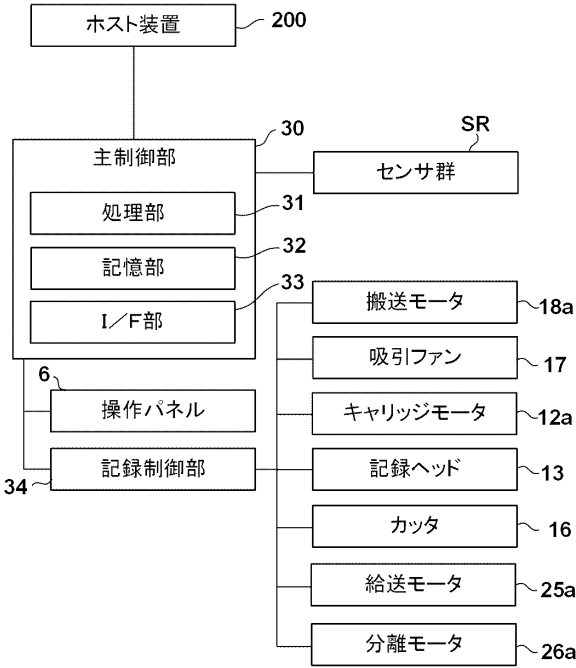 ホスト装置
200
30
主制御部
処理部
31
記憶部
32
I／F部
33
SR
センサ群
6
操作パネル
記録制御部
34
搬送モータ
18a
吸引ファン
17
キャリッジモータ
12a
記録ヘッド
13
カッタ
16
給送モータ
25a
分離モータ
26a